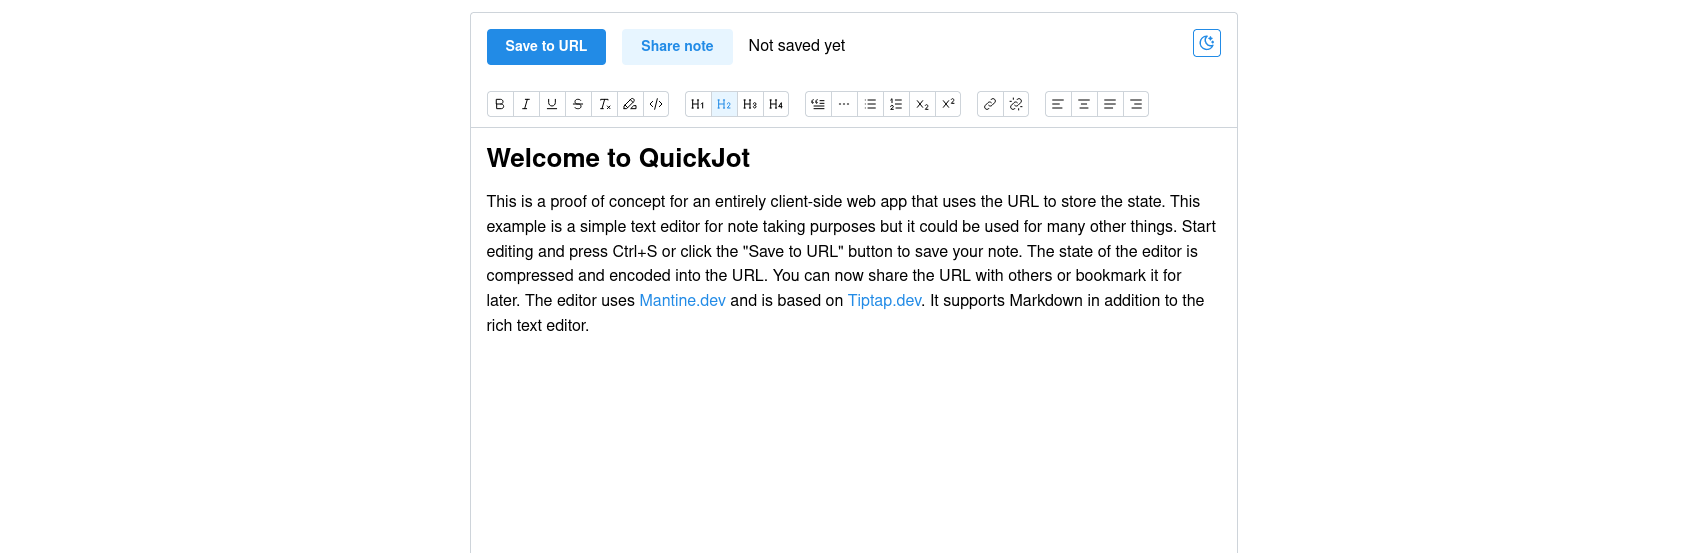 Save to URL Share note Not saved yet
B I U S Tx </> H1 H2 H3 H4 X2 X²
Welcome to QuickJot
This is a proof of concept for an entirely client-side web app that uses the URL to store the state. This
example is a simple text editor for note taking purposes but it could be used for many other things. Start
editing and press Ctrl+S or click the "Save to URL" button to save your note. The state of the editor is
compressed and encoded into the URL. You can now share the URL with others or bookmark it for
later. The editor uses Mantine.dev and is based on Tiptap.dev. It supports Markdown in addition to the
rich text editor.